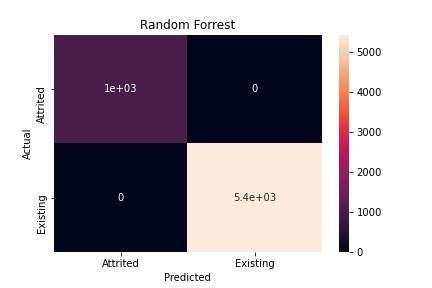 Random Forrest
Actual
Attrited
Existing
1e+03
0
0
5.4e+03
Attrited
Existing
Predicted
5000
4000
3000
2000
1000
0